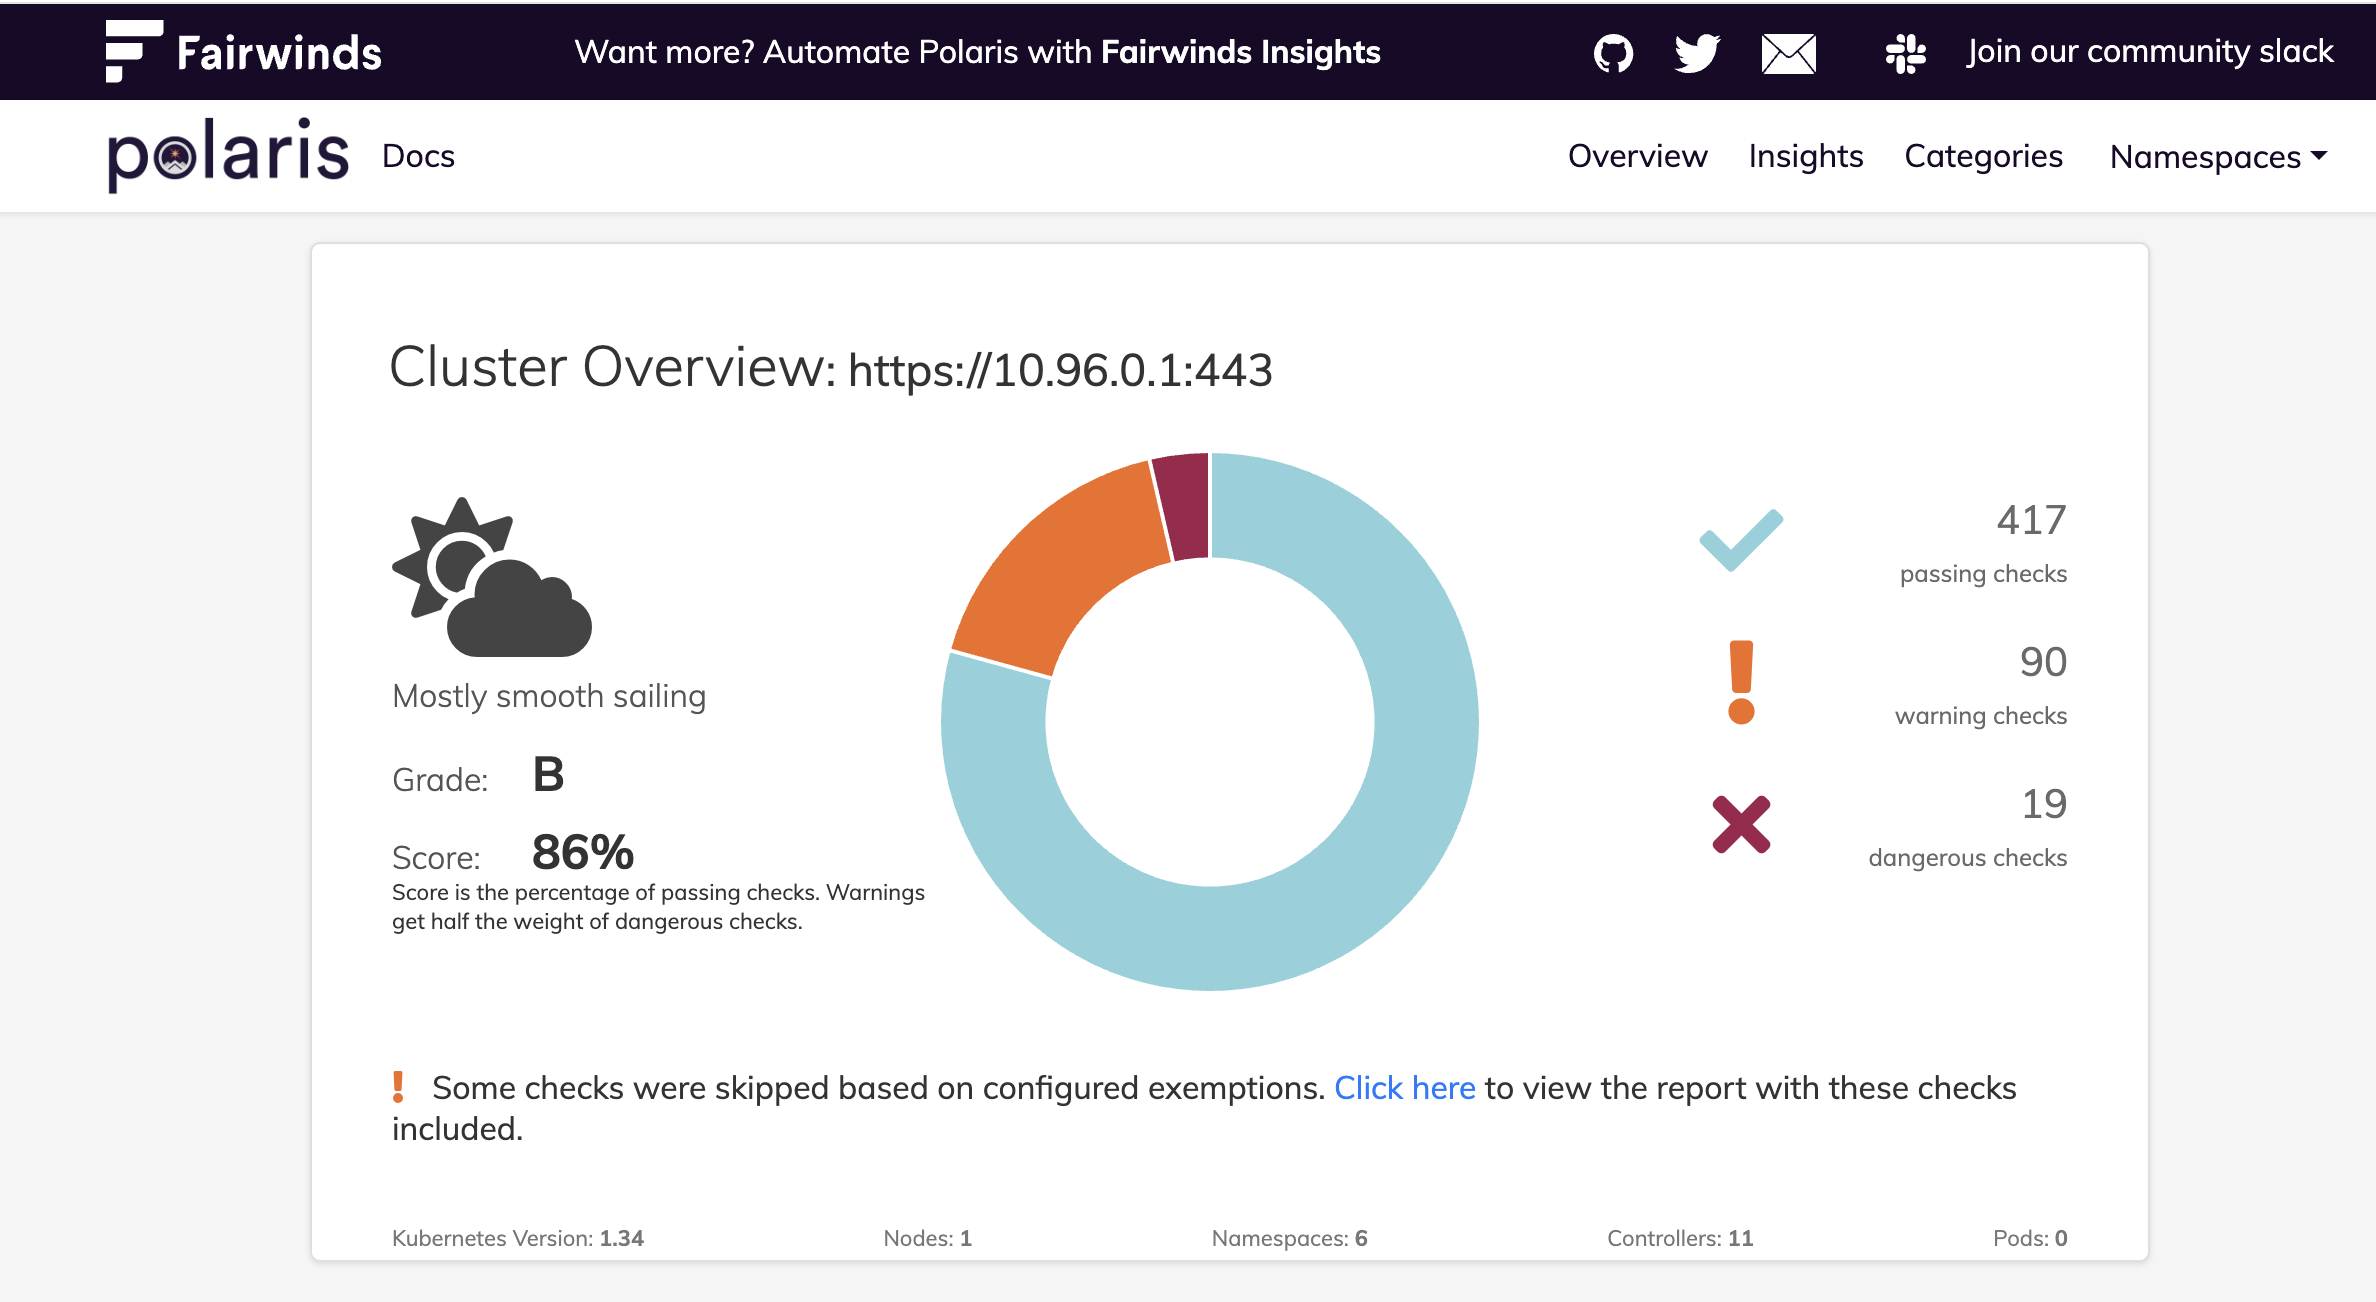 Fairwinds
Want more? Automate Polaris with Fairwinds Insights
Join our community slack
polaris
Docs
Overview
Insights
Categories
Namespaces
Cluster Overview: https://10.96.0.1:443
Mostly smooth sailing
Grade: B
Score: 86%
Score is the percentage of passing checks. Warnings
get half the weight of dangerous checks.
417
passing checks
90
warning checks
19
dangerous checks
Some checks were skipped based on configured exemptions. Click here to view the report with these checks
included.
Kubernetes Version: 1.34
Nodes: 1
Namespaces: 6
Controllers: 11
Pods: 0